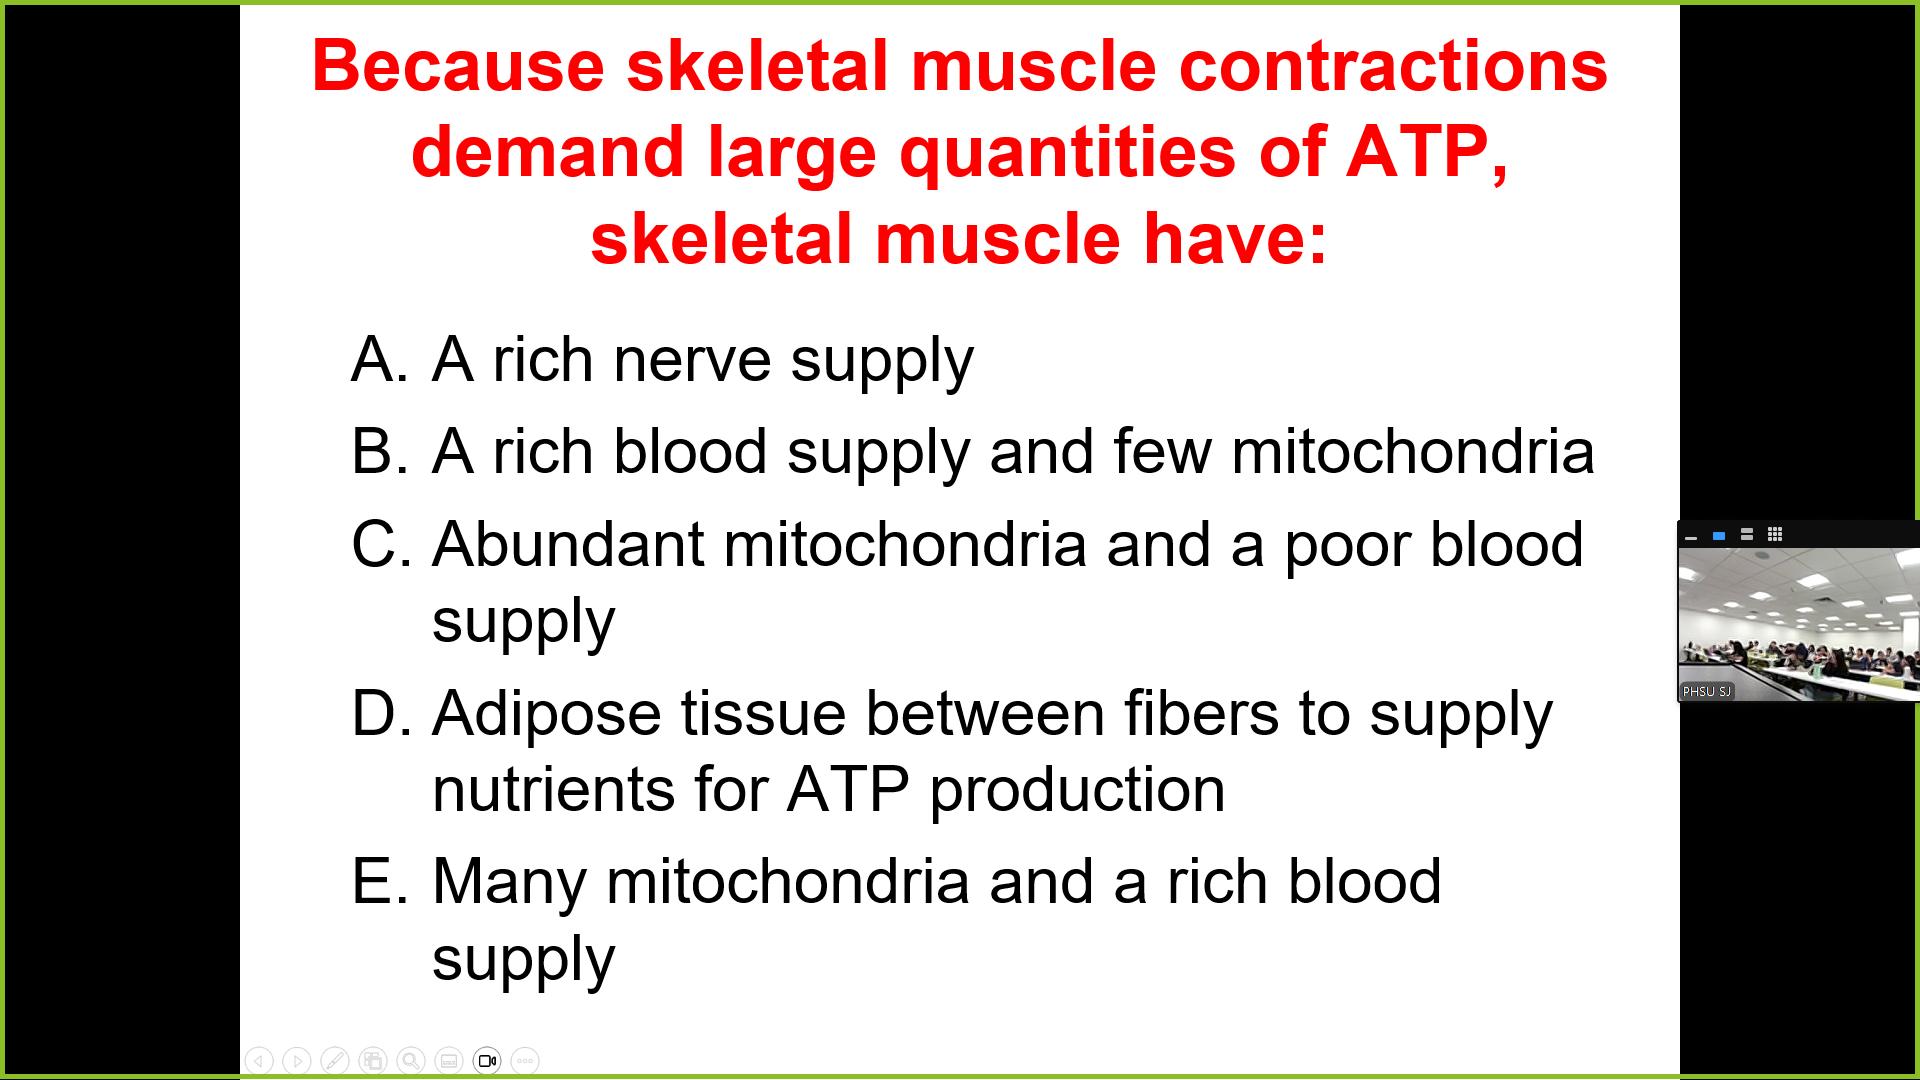 Because skeletal muscle contractions
demand large quantities of ATP,
skeletal muscle have:
A. A rich nerve supply
B. A rich blood supply and few mitochondria
C. Abundant mitochondria and a poor blood
supply
D. Adipose tissue between fibers to supply
nutrients for ATP production
E. Many mitochondria and a rich blood
supply
PHSU SJ